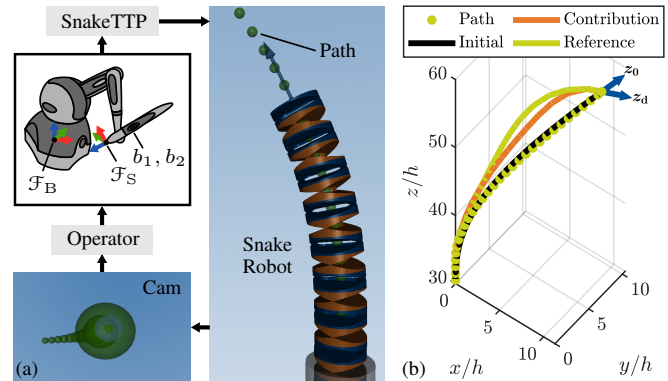 SnakeTTP
Path
ℱ_B
ℱ_S
b₁, b₂
Operator
Snake
Robot
Cam
(a)
Path
Contribution
Initial
Reference
60
50
40
30
z/h
z₀
z_d
0
5
10
x/h
0
5
10
y/h
(b)